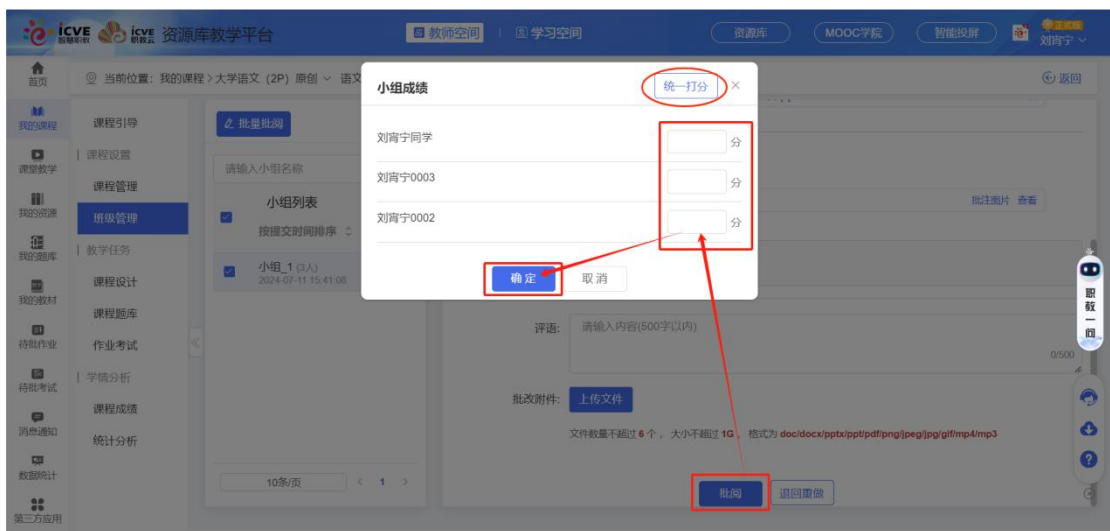 icve 智慧职教 icve 职教云 资源库教学平台
教师空间 学习空间
资源库 MOOC学院 智能投屏
正式版
刘宵宁
首页
我的课程
课堂教学
我的资源
我的题库
我的教材
待批作业
待批考试
消息通知
数据统计
第三方应用
当前位置：我的课程 > 大学语文（2P）原创 语文
返回
课程引导
课程设置
课程管理
班级管理
教学任务
课程设计
课程题库
作业考试
学情分析
课程成绩
统计分析
批量批阅
请输入小组名称
小组列表
按提交时间排序
小组_1 (3人)
2024-07-11 15:41:08
10条/页 < 1 >
小组成绩 统一打分 ×
刘宵宁同学 分
刘宵宁0003 分
刘宵宁0002 分
确定 取消
批注图片 查看
评语: 请输入内容(500字以内)
0/500
批改附件: 上传文件
文件数量不超过 6 个 ， 大小不超过 1G ， 格式为 doc/docx/pptx/ppt/pdf/png/jpeg/jpg/gif/mp4/mp3
批阅 退回重做
职教一问